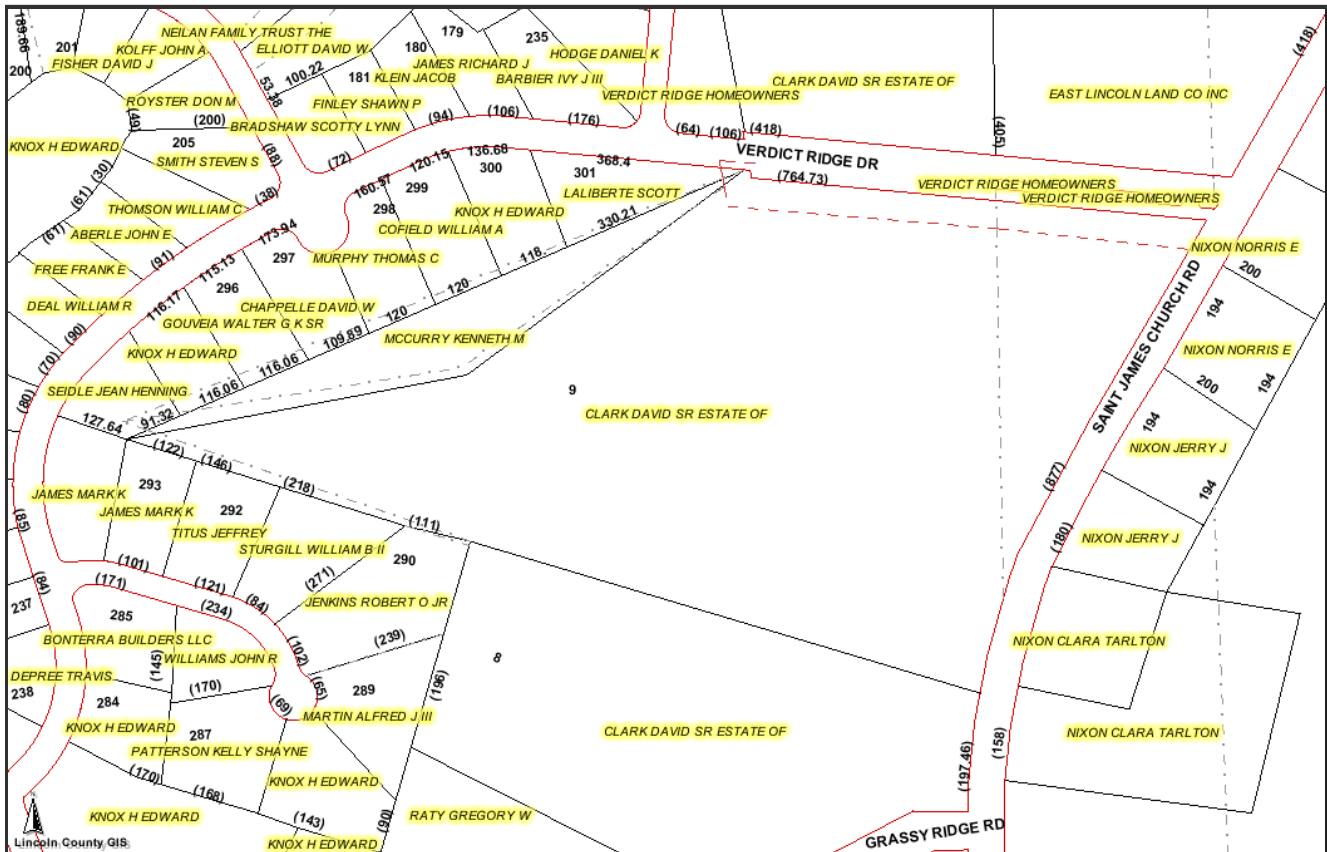 189.66
201
200
NEILAN FAMILY TRUST THE
KOLFF JOHN A
FISHER DAVID J
ELLIOTT DAVID W
53.38
100.22
180
179
235
HODGE DANIEL K
JAMES RICHARD J
181
KLEIN JACOB
BARBIER IVY J III
CLARK DAVID SR ESTATE OF
EAST LINCOLN LAND CO INC
(418)
ROYSTER DON M
FINLEY SHAWN P
VERDICT RIDGE HOMEOWNERS
(49)
(200)
BRADSHAW SCOTTY LYNN
(94)
(106)
(176)
(64)
(106)
(418)
(405)
KNOX H EDWARD
205
SMITH STEVEN S
(88)
(72)
VERDICT RIDGE DR
(764.73)
(30)
120.15
136.68
300
368.4
301
160.57
299
VERDICT RIDGE HOMEOWNERS
VERDICT RIDGE HOMEOWNERS
(61)
(38)
LALIBERTE SCOTT
THOMSON WILLIAM C
298
KNOX H EDWARD
330.21
(61)
ABERLE JOHN E
173.94
COFIELD WILLIAM A
NIXON NORRIS E
200
(91)
297
MURPHY THOMAS C
118
FREE FRANK E
115.13
296
120
DEAL WILLIAM R
116.17
CHAPPELLE DAVID W
120
194
GOUVEIA WALTER G K SR
(90)
109.89
MCCURRY KENNETH M
SAINT JAMES CHURCH RD
NIXON NORRIS E
(70)
KNOX H EDWARD
116.06
200
194
SEIDLE JEAN HENNING
116.06
9
(80)
127.64
91.32
CLARK DAVID SR ESTATE OF
194
(122)
(146)
NIXON JERRY J
JAMES MARK K
293
(218)
(877)
194
JAMES MARK K
292
(85)
TITUS JEFFREY
(111)
STURGILL WILLIAM B II
290
(180)
NIXON JERRY J
(101)
(84)
(171)
(121)
(271)
237
(234)
(84)
JENKINS ROBERT O JR
285
BONTERRA BUILDERS LLC
(239)
NIXON CLARA TARLTON
WILLIAMS JOHN R
(102)
8
DEPREE TRAVIS
(145)
238
(170)
(65)
289
(196)
284
(69)
MARTIN ALFRED J III
KNOX H EDWARD
287
CLARK DAVID SR ESTATE OF
NIXON CLARA TARLTON
PATTERSON KELLY SHAYNE
(197.46)
(158)
(170)
(168)
KNOX H EDWARD
KNOX H EDWARD
(143)
(90)
RATY GREGORY W
GRASSY RIDGE RD
Lincoln County GIS
KNOX H EDWARD